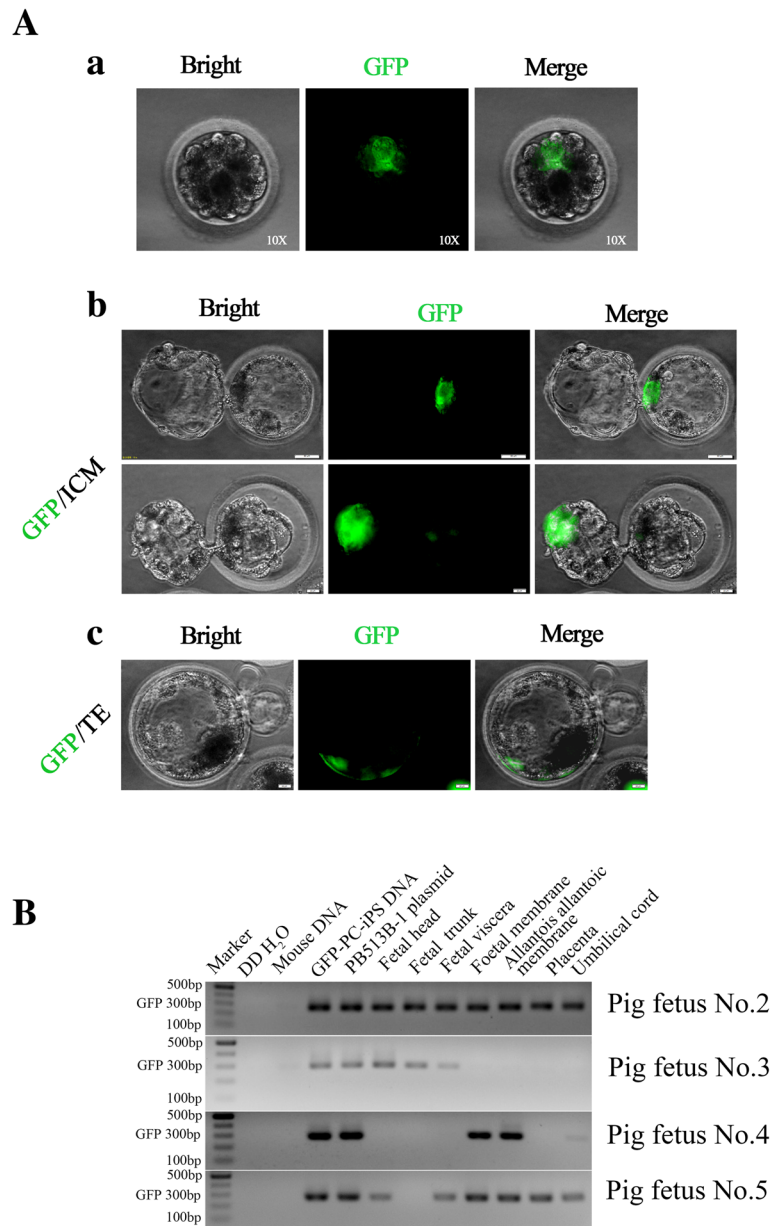 A
a
Bright GFP Merge
10X 10X 10X
b
Bright GFP Merge
GFP/ICM
c
Bright GFP Merge
GFP/TE
B
Marker
DD H₂O
Mouse DNA
GFP-PC-iPS DNA
PB513B-1 plasmid
Fetal head
Fetal trunk
Fetal viscera
Foetal membrane
Allantois allantoic
membrane
Placenta
Umbilical cord
500bp
GFP 300bp
100bp
Pig fetus No.2
500bp
GFP 300bp
100bp
Pig fetus No.3
500bp
GFP 300bp
100bp
Pig fetus No.4
500bp
GFP 300bp
100bp
Pig fetus No.5